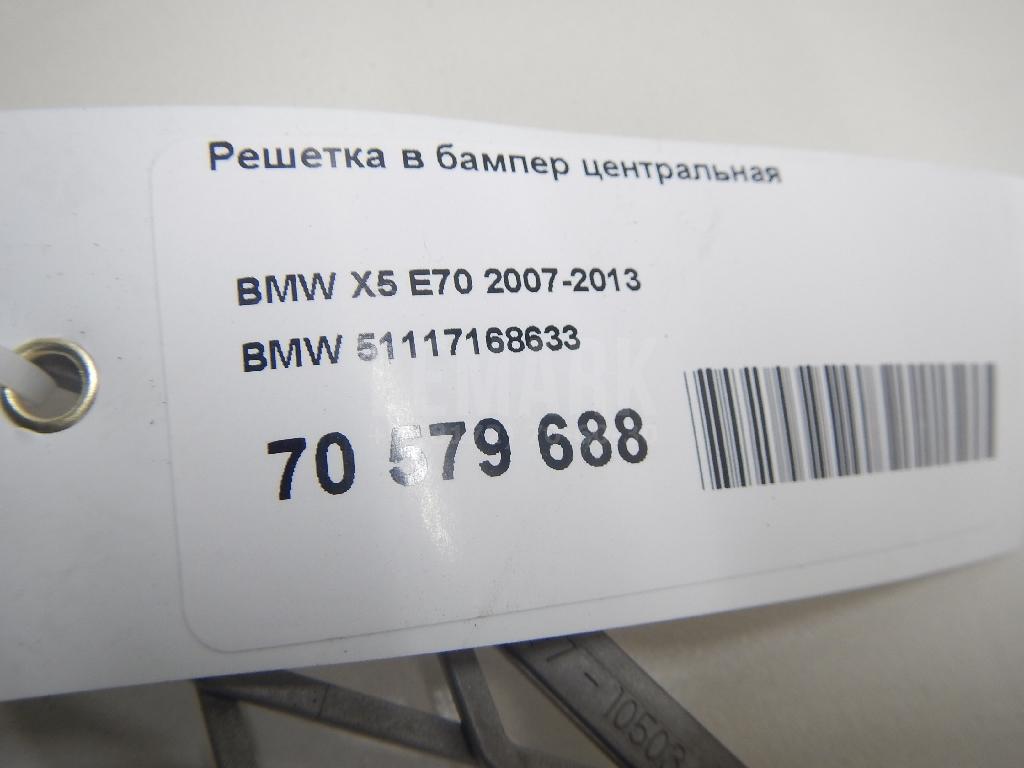 Решетка в бампер центральная
BMW X5 E70 2007-2013
BMW 51117168633
70 579 688